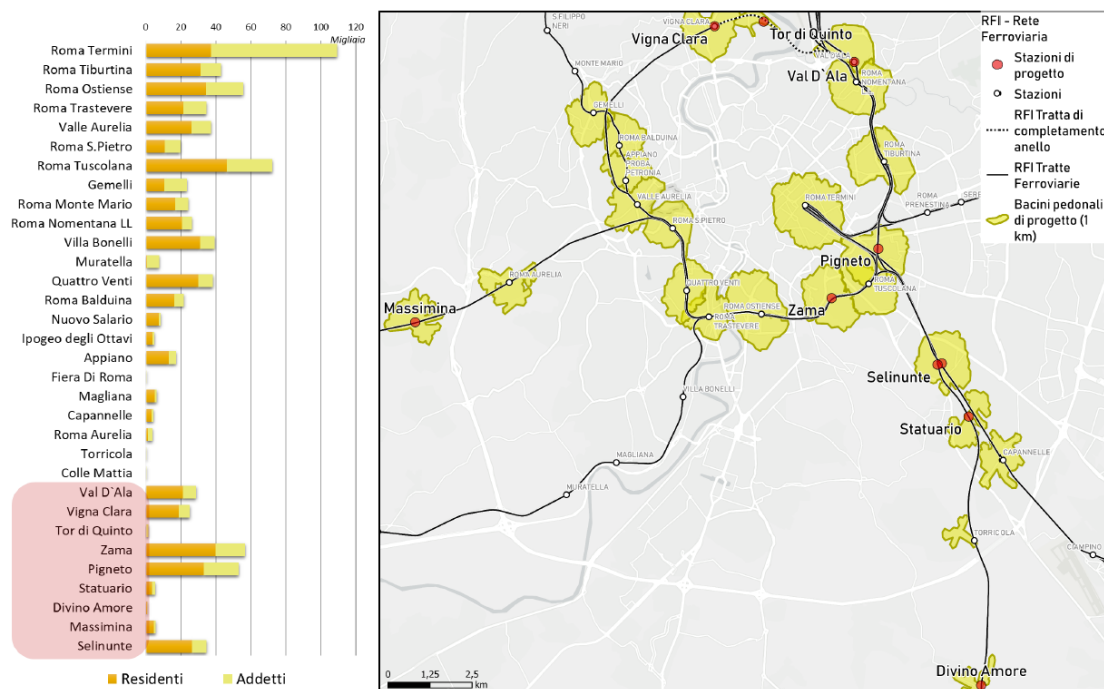 0 20 40 60 80 100 120
Migliaia
Roma Termini
Roma Tiburtina
Roma Ostiense
Roma Trastevere
Valle Aurelia
Roma S.Pietro
Roma Tuscolana
Gemelli
Roma Monte Mario
Roma Nomentana LL
Villa Bonelli
Muratella
Quattro Venti
Roma Balduina
Nuovo Salario
Ipogeo degli Ottavi
Appiano
Fiera Di Roma
Magliana
Capannelle
Roma Aurelia
Torricola
Colle Mattia
Val D`Ala
Vigna Clara
Tor di Quinto
Zama
Pigneto
Statuario
Divino Amore
Massimina
Selinunte
Residenti
Addetti
S.FILIPPO
NERI
VIGNA CLARA
Vigna Clara
Tor di Quinto
MONTE MARIO
Val D`Ala
ROMA
NOMENTANA
GEMELLI
ROMA BALDUINA
APPIANO
PROBA
PETRONIA
ROMA
TIBURTINA
VALLE AURELIA
ROMA TERMINI
ROMA
PRENESTINA
SERE
ROMA S.PIETRO
Pigneto
ROMA AURELIA
QUATTRO VENTI
ROMA
TUSCOLANA
Massimina
ROMA OSTIENSE
Zama
ROMA
TRASTEVERE
Selinunte
VILLA BONELLI
Statuario
MAGLIANA
CAPANNELLE
MURATELLA
TORRICOLA
CIAMPINO
Divino Amore
0 1,25 2,5
km
RFI - Rete
Ferroviaria
Stazioni di
progetto
Stazioni
RFI Tratta di
completamento
anello
RFI Tratte
Ferroviarie
Bacini pedonali
di progetto (1
km)